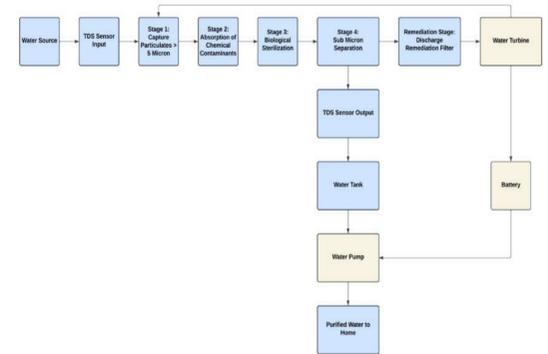 Water Source
TDS Sensor
Input
Stage 1:
Capture
Particulates >
5 Micron
Stage 2:
Absorption of
Chemical
Contaminants
Stage 3:
Biological
Sterilization
Stage 4:
Sub Micron
Separation
Remediation Stage:
Discharge
Remediation Filter
Water Turbine
TDS Sensor Output
Water Tank
Battery
Water Pump
Purified Water to
Home